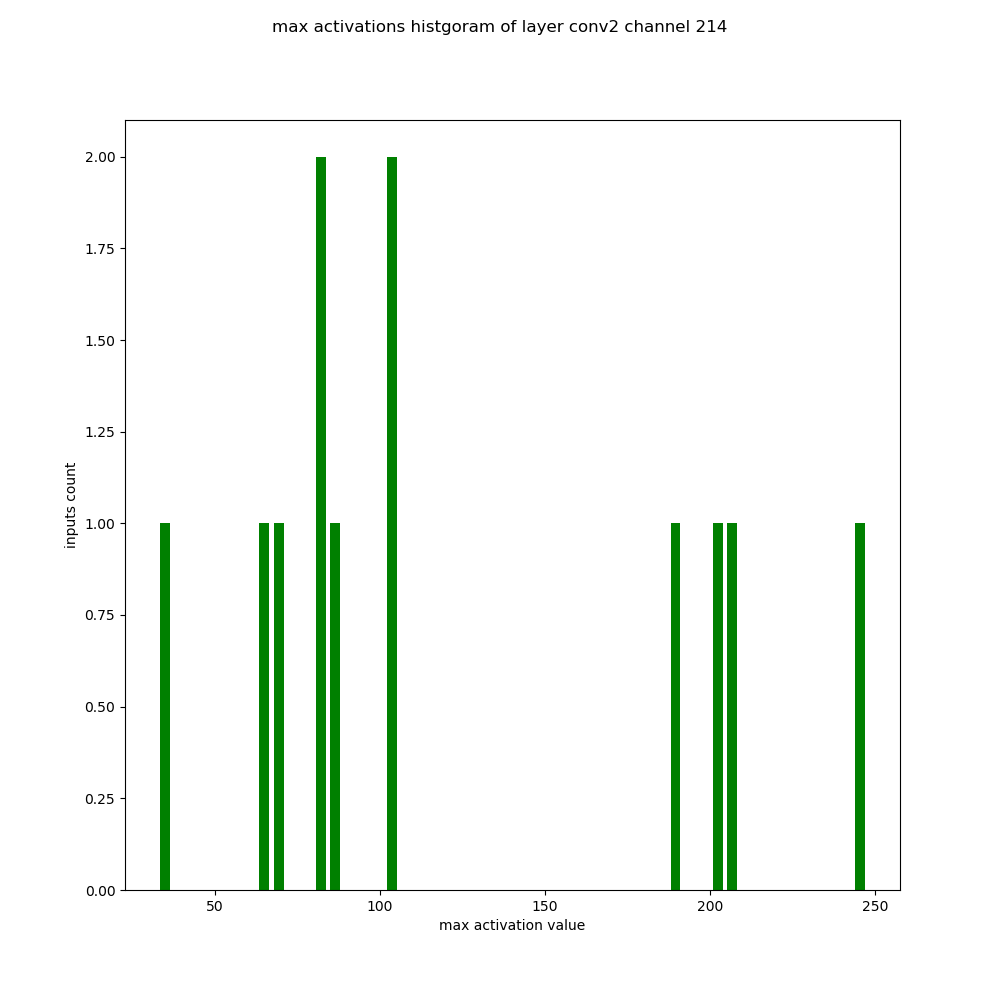 max activations histgoram of layer conv2 channel 214
2.00
1.75
1.50
1.25
1.00
0.75
0.50
0.25
0.00
inputs count
50 100 150 200 250
max activation value